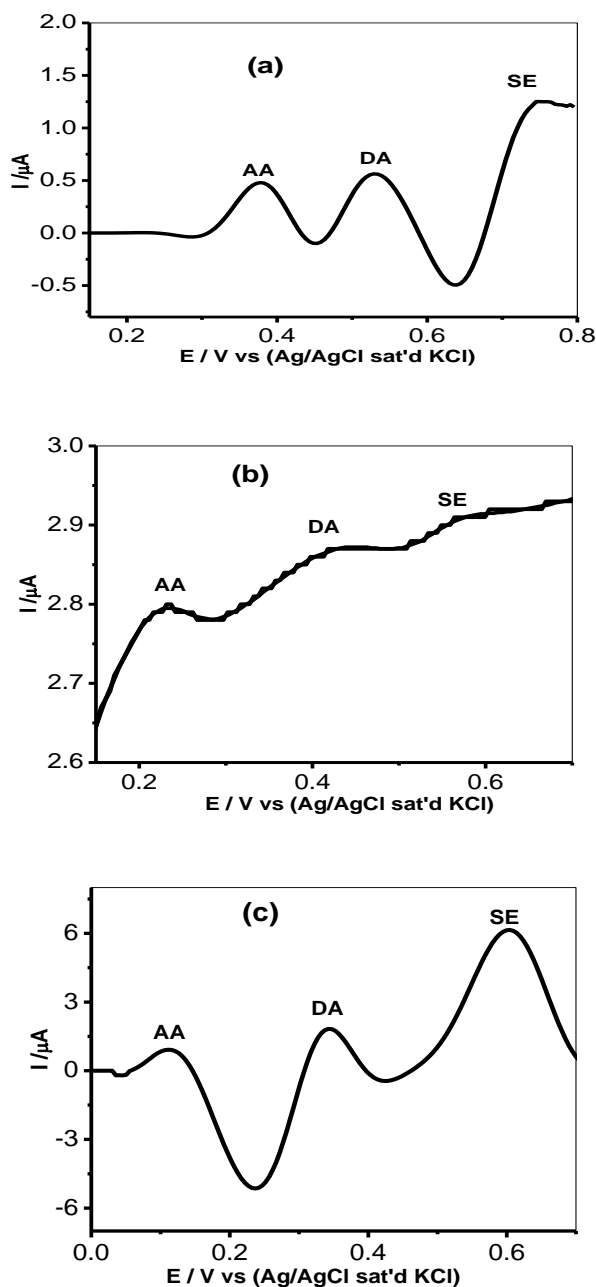 (a)
SE
DA
AA
I /µA
2.0
1.5
1.0
0.5
0.0
-0.5
0.2 0.4 0.6 0.8
E / V vs (Ag/AgCl sat'd KCl)
(b)
SE
DA
AA
I /µA
3.0
2.9
2.8
2.7
2.6
0.2 0.4 0.6
E / V vs (Ag/AgCl sat'd KCl)
(c)
SE
DA
AA
I /µA
6
3
0
-3
-6
0.0 0.2 0.4 0.6
E / V vs (Ag/AgCl sat'd KCl)